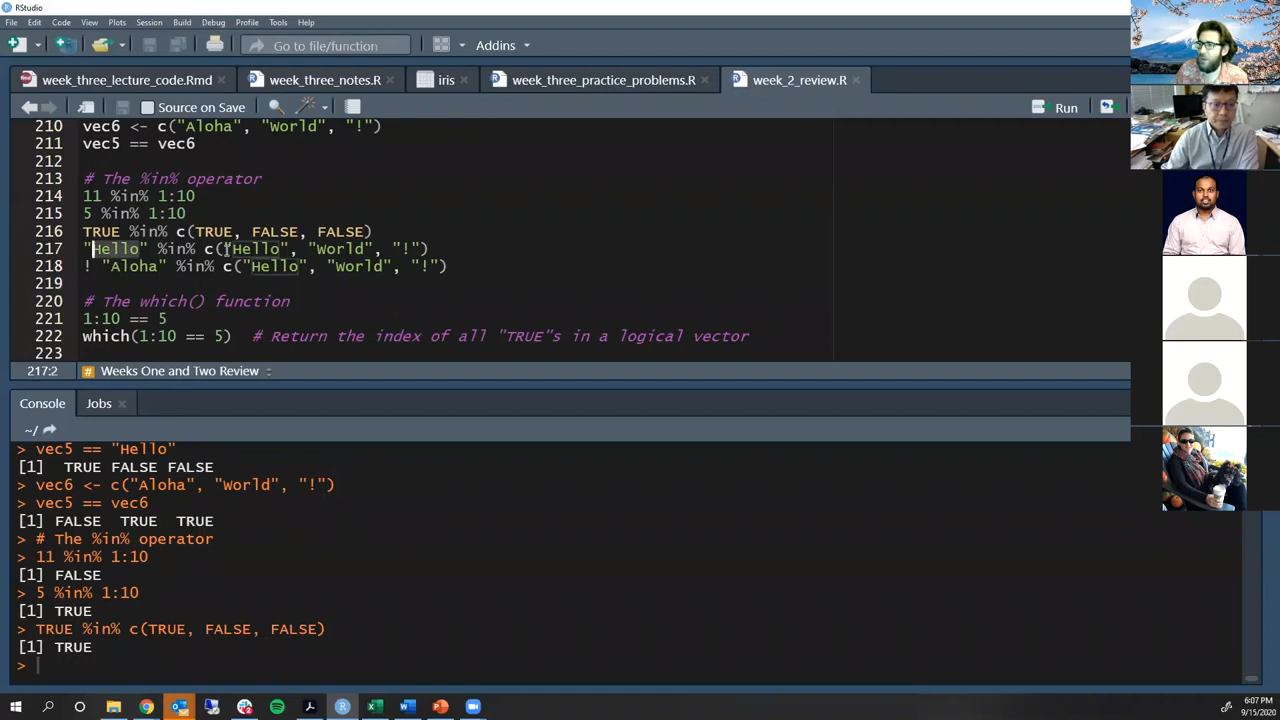 RStudio
File Edit Code View Plots Session Build Debug Profile Tools Help
Go to file/function Addins
week_three_lecture_code.Rmd week_three_notes.R iris week_three_practice_problems.R week_2_review.R
Source on Save Run
210 vec6 <- c("Aloha", "World", "!")
211 vec5 == vec6
212
213 # The %in% operator
214 11 %in% 1:10
215 5 %in% 1:10
216 TRUE %in% c(TRUE, FALSE, FALSE)
217 "Hello" %in% c("Hello", "World", "!")
218 ! "Aloha" %in% c("Hello", "World", "!")
219
220 # The which() function
221 1:10 == 5
222 which(1:10 == 5)  # Return the index of all "TRUE"s in a logical vector
223
217:2 # Weeks One and Two Review
Console Jobs
~/
> vec5 == "Hello"
[1]  TRUE FALSE FALSE
> vec6 <- c("Aloha", "World", "!")
> vec5 == vec6
[1] FALSE  TRUE  TRUE
> # The %in% operator
> 11 %in% 1:10
[1] FALSE
> 5 %in% 1:10
[1] TRUE
> TRUE %in% c(TRUE, FALSE, FALSE)
[1] TRUE
>
6:07 PM
9/15/2020